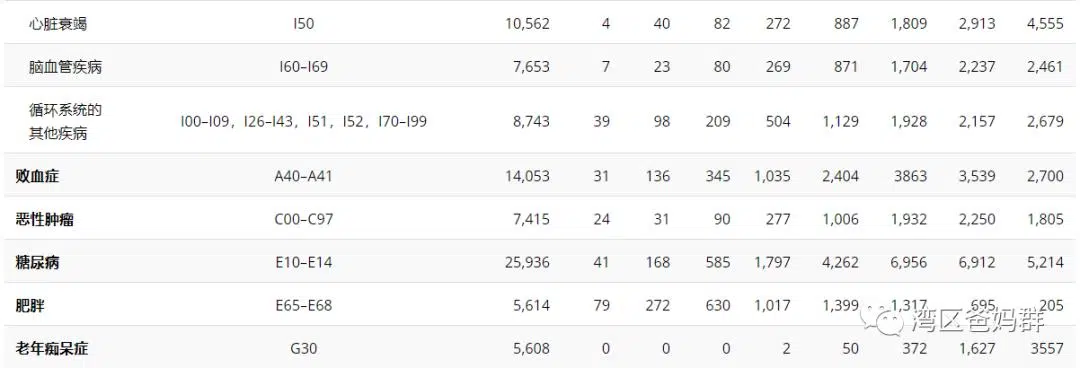 心脏衰竭 I50 10,562 4 40 82 272 887 1,809 2,913 4,555
脑血管疾病 I60–I69 7,653 7 23 80 269 871 1,704 2,237 2,461
循环系统的
其他疾病 I00–I09，I26–I43，I51，I52，I70–I99 8,743 39 98 209 504 1,129 1,928 2,157 2,679
败血症 A40–A41 14,053 31 136 345 1,035 2,404 3863 3,539 2,700
恶性肿瘤 C00–C97 7,415 24 31 90 277 1,006 1,932 2,250 1,805
糖尿病 E10–E14 25,936 41 168 585 1,797 4,262 6,956 6,912 5,214
肥胖 E65–E68 5,614 79 272 630 1,017 1,399 1,317 695 205
湾区爸妈群
老年痴呆症 G30 5,608 0 0 0 2 50 372 1,627 3557